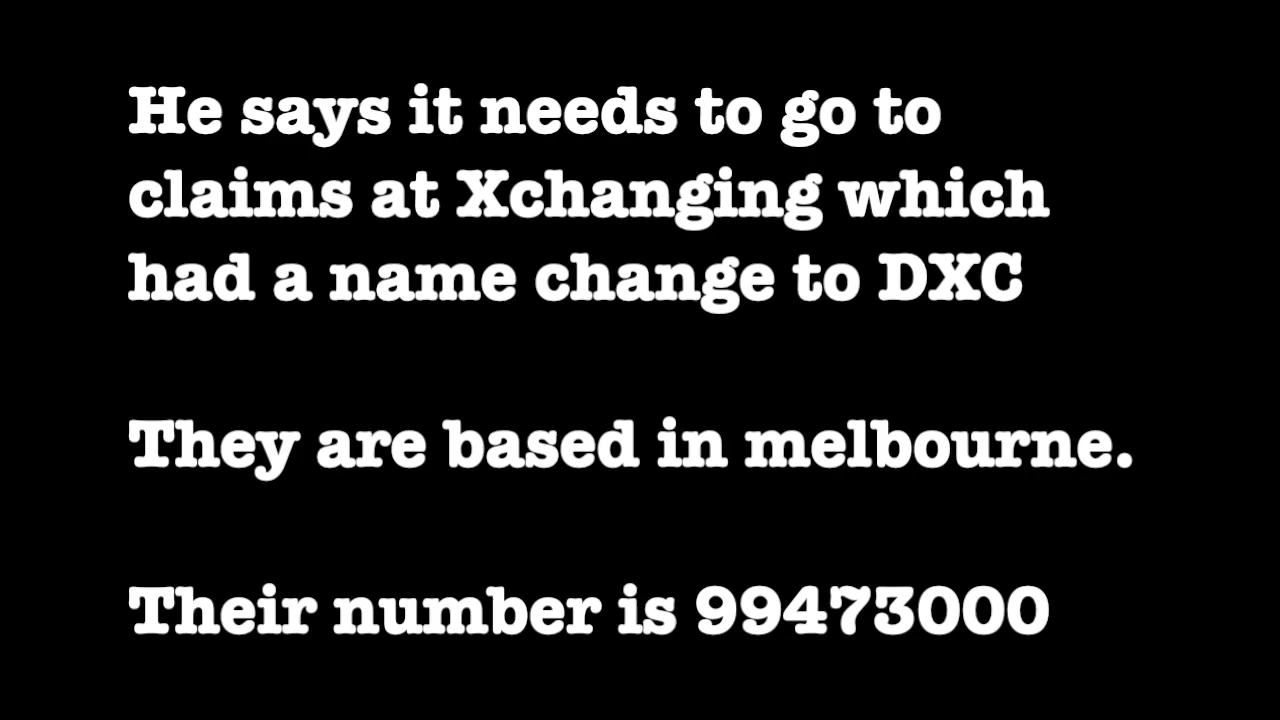 He says it needs to go to
claims at Xchanging which
had a name change to DXC
They are based in melbourne.
Their number is 99473000